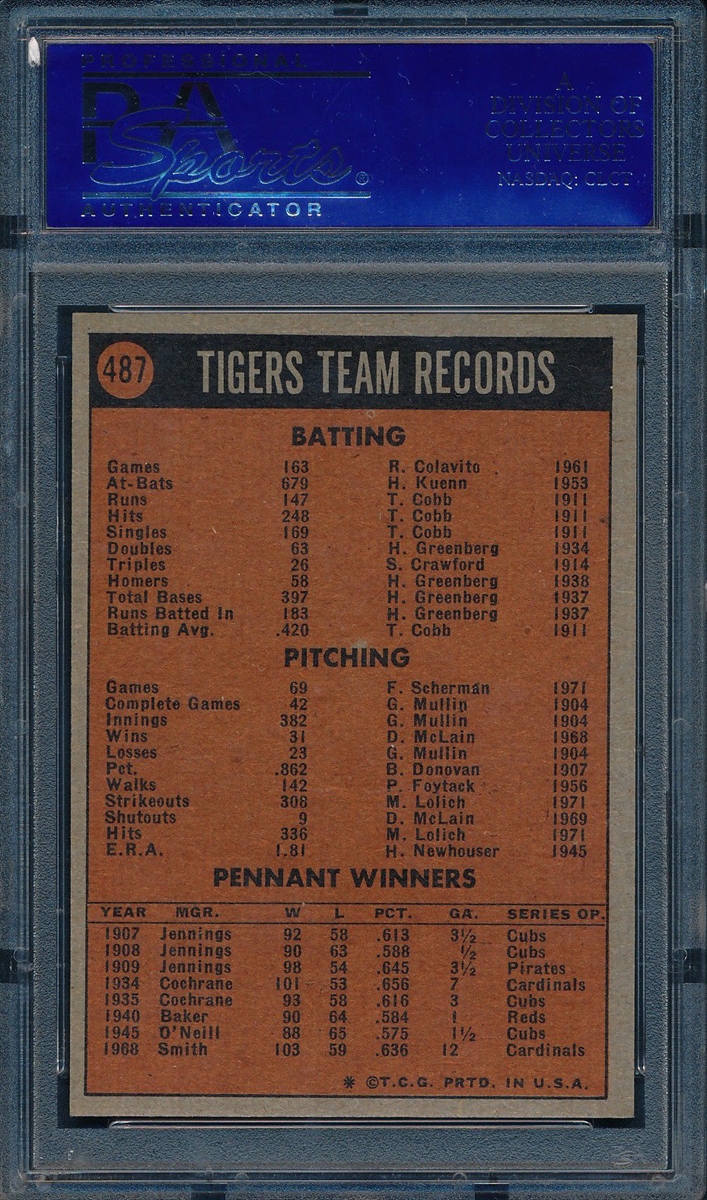 PROFESSIONAL
PSA
Sports®
AUTHENTICATOR
A
DIVISION OF
COLLECTORS
UNIVERSE
NASDAQ: CLCT
487 TIGERS TEAM RECORDS
BATTING
Games 163 R. Colavito 1961
At-Bats 679 H. Kuenn 1953
Runs 147 T. Cobb 1911
Hits 248 T. Cobb 1911
Singles 169 T. Cobb 1911
Doubles 63 H. Greenberg 1934
Triples 26 S. Crawford 1914
Homers 58 H. Greenberg 1938
Total Bases 397 H. Greenberg 1937
Runs Batted In 183 H. Greenberg 1937
Batting Avg. .420 T. Cobb 1911
PITCHING
Games 69 F. Scherman 1971
Complete Games 42 G. Mullin 1904
Innings 382 G. Mullin 1904
Wins 31 D. McLain 1968
Losses 23 G. Mullin 1904
Pct. .862 B. Donovan 1907
Walks 142 P. Foytack 1956
Strikeouts 308 M. Lolich 1971
Shutouts 9 D. McLain 1969
Hits 336 M. Lolich 1971
E.R.A. 1.81 H. Newhouser 1945
PENNANT WINNERS
YEAR MGR. W L PCT. GA. SERIES OP.
1907 Jennings 92 58 .613 3½ Cubs
1908 Jennings 90 63 .588 ½ Cubs
1909 Jennings 98 54 .645 3½ Pirates
1934 Cochrane 101 53 .656 7 Cardinals
1935 Cochrane 93 58 .616 3 Cubs
1940 Baker 90 64 .584 1 Reds
1945 O'Neill 88 65 .575 1½ Cubs
1968 Smith 103 59 .636 12 Cardinals
* ©T.C.G. PRTD. IN U.S.A.